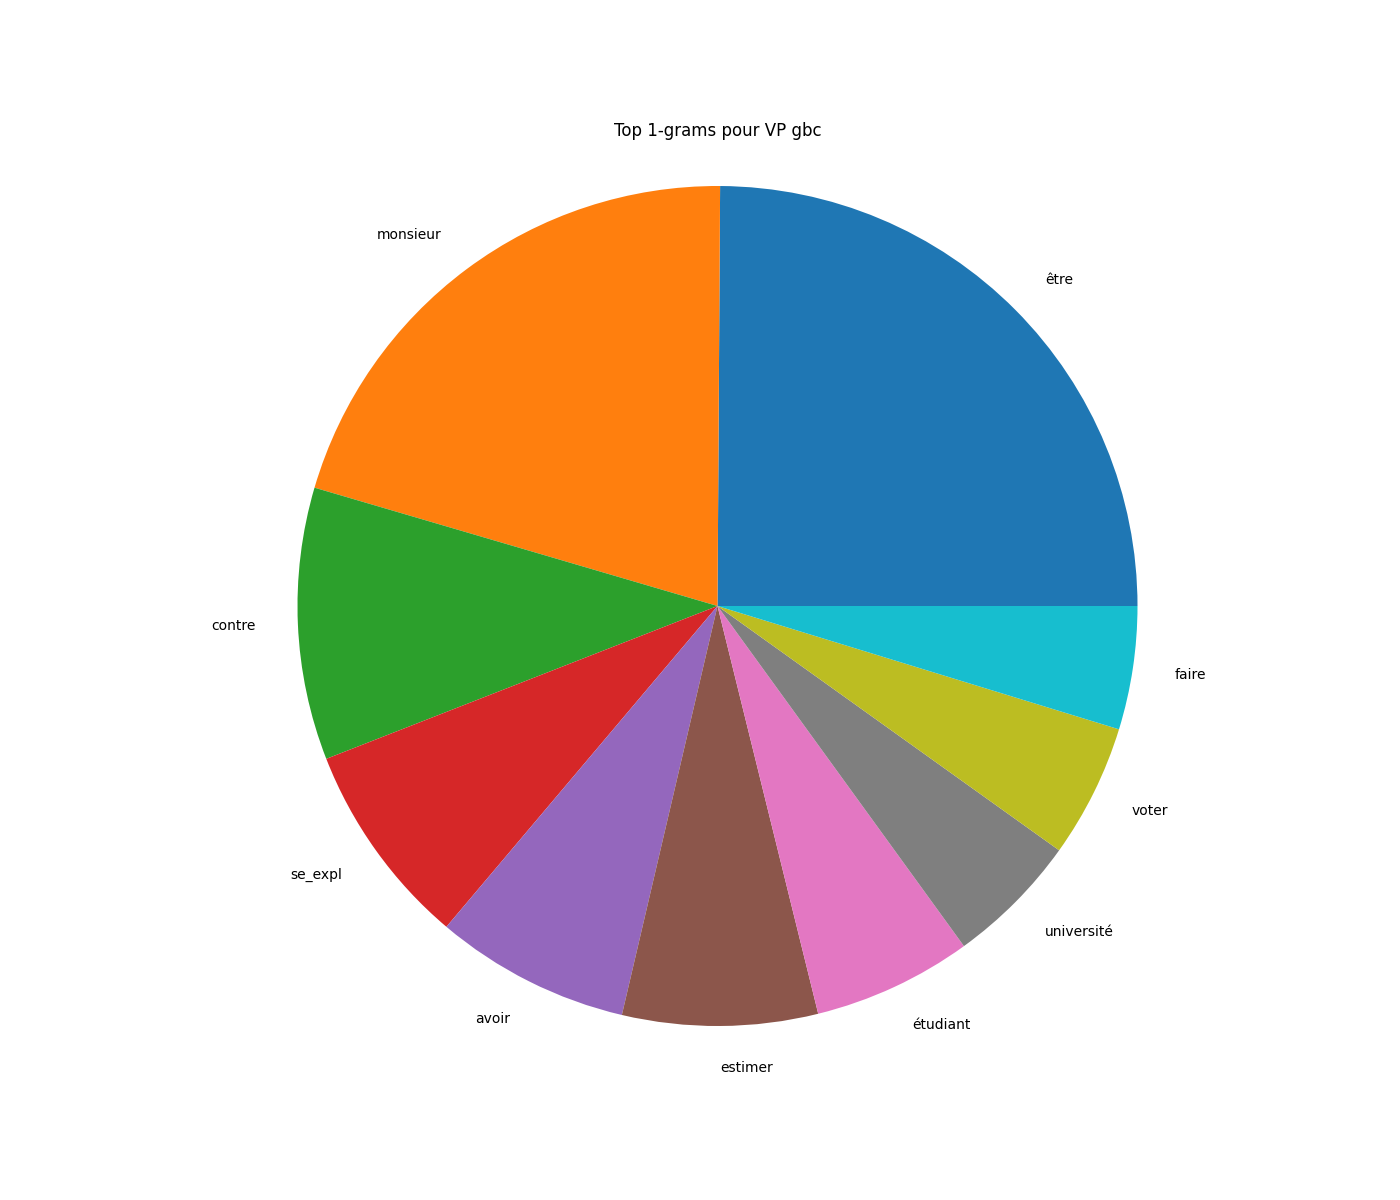 Top 1-grams pour VP gbc
monsieur
être
contre
faire
voter
se_expl
université
avoir
étudiant
estimer